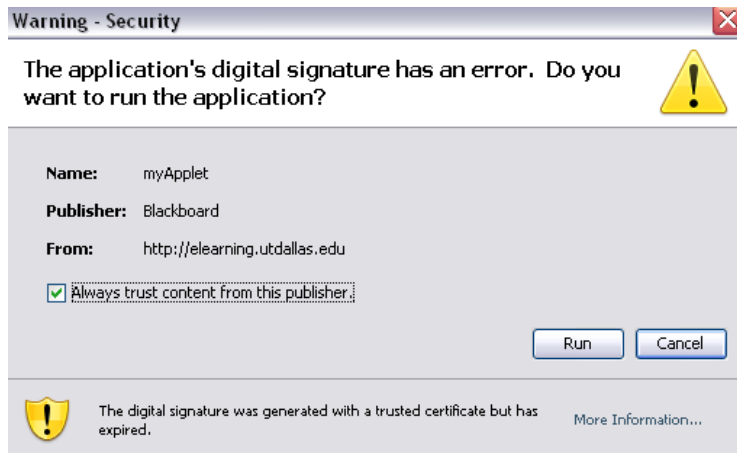 Warning - Security
The application's digital signature has an error. Do you
want to run the application?
Name: myApplet
Publisher: Blackboard
From: http://elearning.utdallas.edu
Always trust content from this publisher.
Run Cancel
The digital signature was generated with a trusted certificate but has
expired.
More Information...